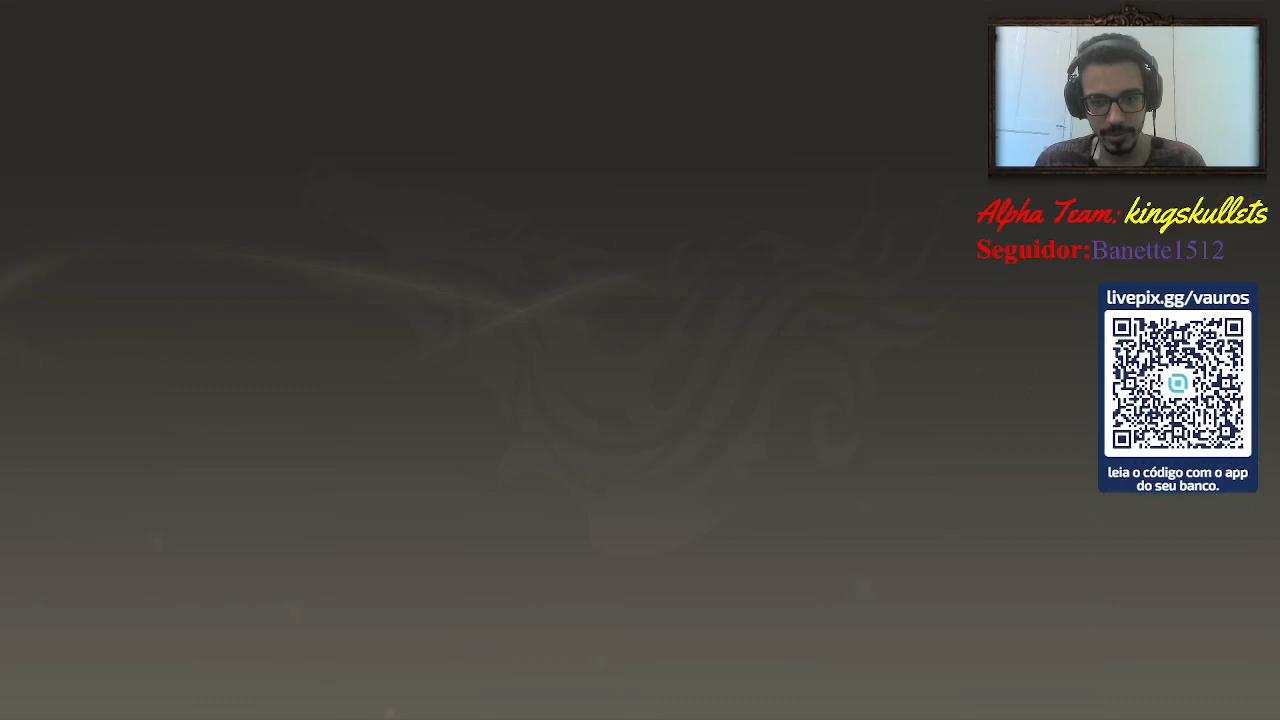 Alpha Team: kingskullets
Seguidor:Banette1512
livepix.gg/vauros
leia o código com o app
do seu banco.